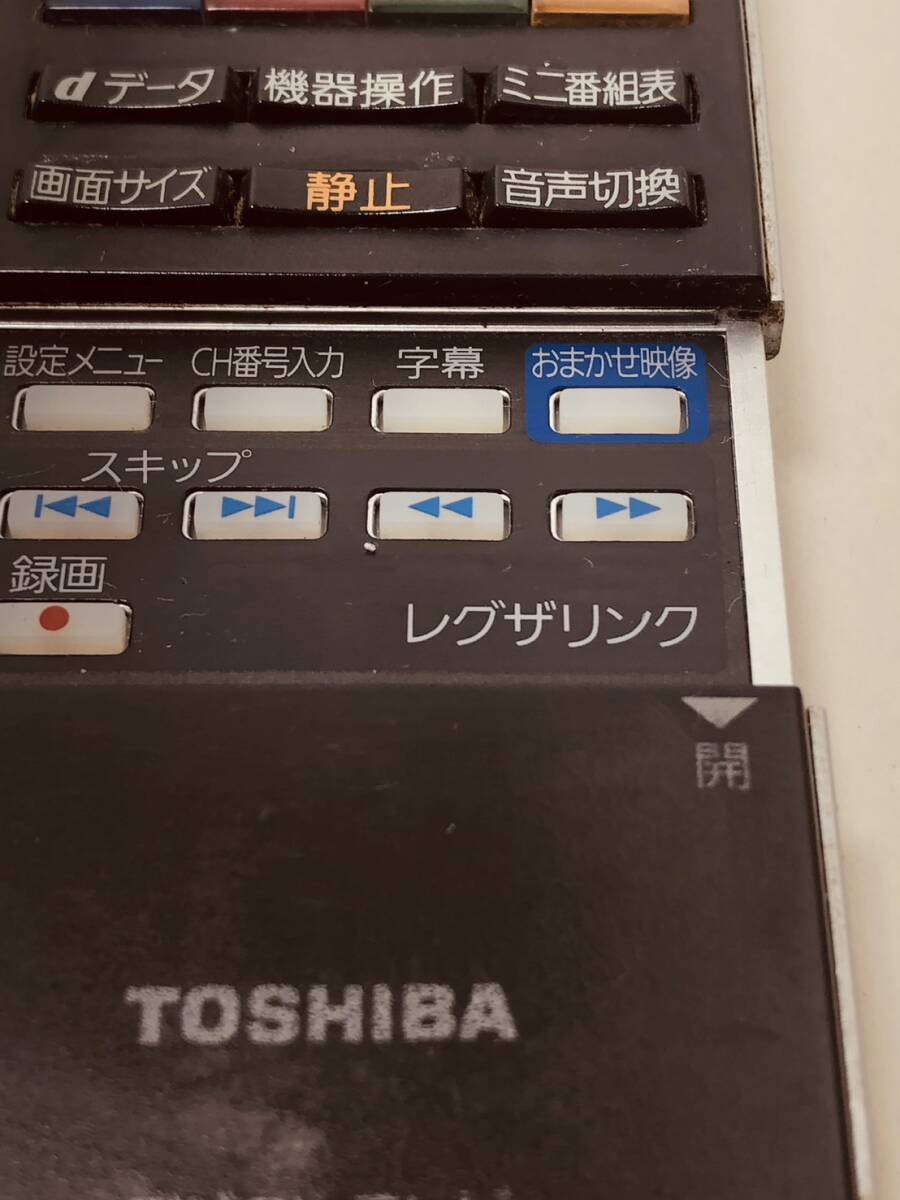 dデータ 機器操作 ミニ番組表
画面サイズ 静止 音声切換
設定メニュー CH番号入力 字幕 おまかせ映像
スキップ
録画
レグザリンク
開
TOSHIBA